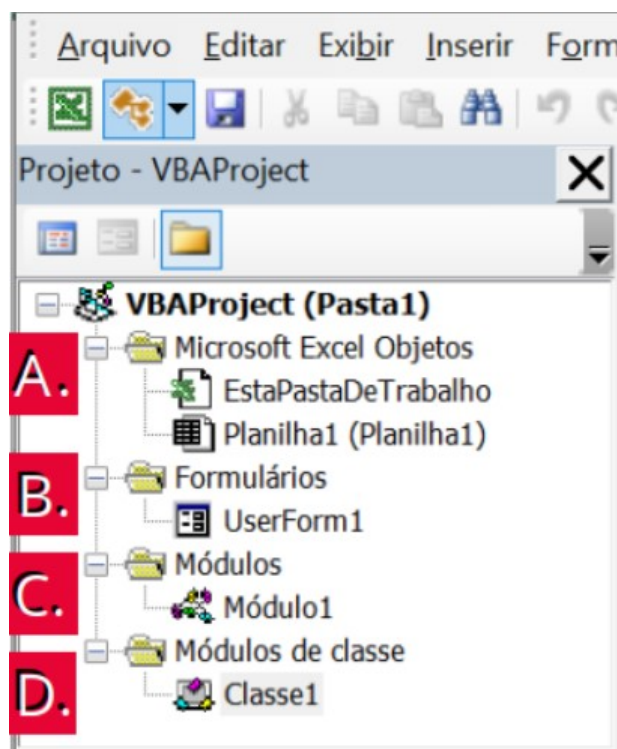 Arquivo Editar Exibir Inserir Form
Projeto - VBAProject
VBAProject (Pasta1)
A. Microsoft Excel Objetos
EstaPastaDeTrabalho
Planilha1 (Planilha1)
B. Formulários
UserForm1
C. Módulos
Módulo1
D. Módulos de classe
Classe1